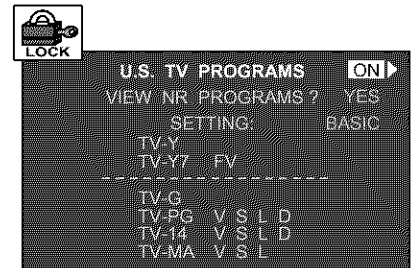 LOCK
U.S. TV PROGRAMS ON
VIEW NR PROGRAMS ? YES
SETTING: BASIC
TV-Y
TV-Y7 FV
TV-G
TV-PG V S L D
TV-14 V S L D
TV-MA V S L